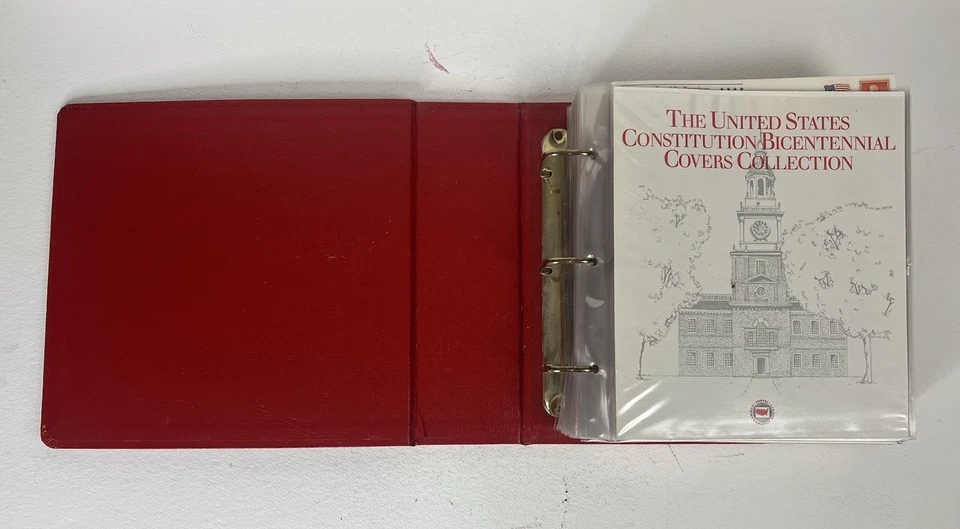 THE UNITED STATES
CONSTITUTION BICENTENNIAL
COVERS COLLECTION